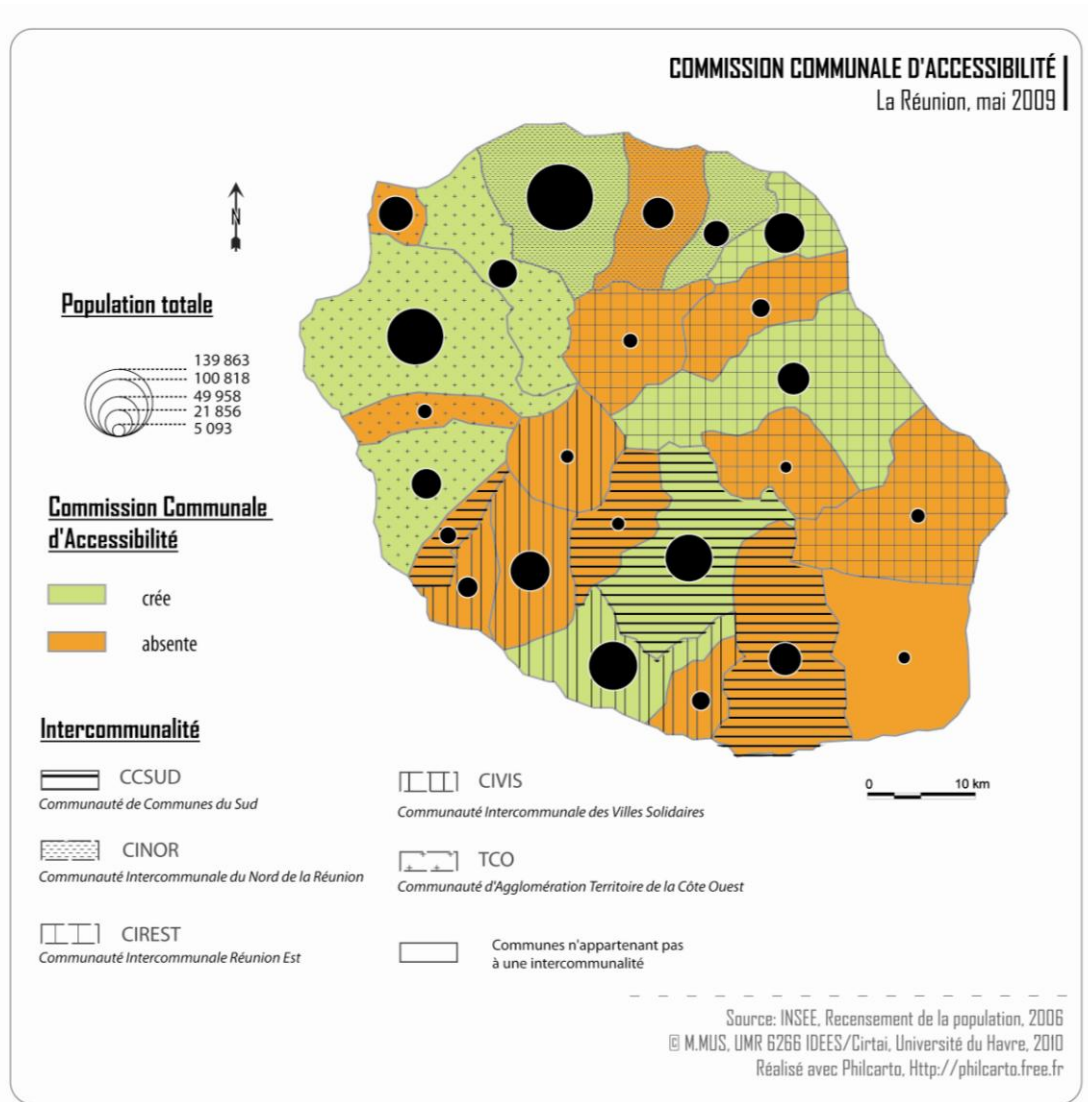 COMMISSION COMMUNALE D'ACCESSIBILITÉ
La Réunion, mai 2009
N
Population totale
139 863
100 818
49 958
21 856
5 093
Commission Communale
d'Accessibilité
crée
absente
Intercommunalité
CCSUD
Communauté de Communes du Sud
CINOR
Communauté Intercommunale du Nord de la Réunion
CIREST
Communauté Intercommunale Réunion Est
CIVIS
Communauté Intercommunale des Villes Solidaires
TCO
Communauté d'Agglomération Territoire de la Côte Ouest
Communes n'appartenant pas
à une intercommunalité
0 10 km
Source: INSEE, Recensement de la population, 2006
© M.MUS, UMR 6266 IDEES/Cirtai, Université du Havre, 2010
Réalisé avec Philcarto, Http://philcarto.free.fr